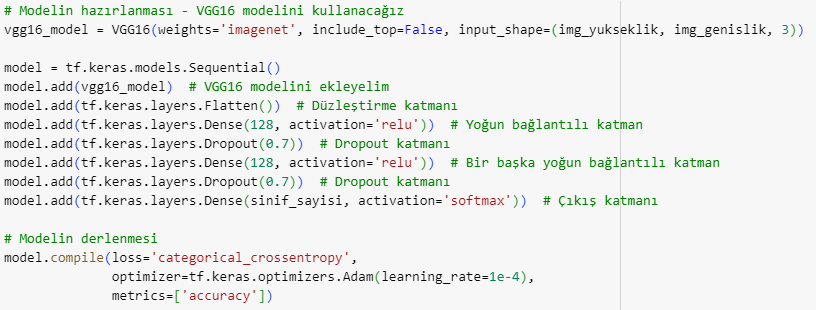 # Modelin hazırlanması - VGG16 modelini kullanacağız
vgg16_model = VGG16(weights='imagenet', include_top=False, input_shape=(img_yukseklik, img_genislik, 3))
model = tf.keras.models.Sequential()
model.add(vgg16_model)  # VGG16 modelini ekleyelim
model.add(tf.keras.layers.Flatten())  # Düzleştirme katmanı
model.add(tf.keras.layers.Dense(128, activation='relu'))  # Yoğun bağlantılı katman
model.add(tf.keras.layers.Dropout(0.7))  # Dropout katmanı
model.add(tf.keras.layers.Dense(128, activation='relu'))  # Bir başka yoğun bağlantılı katman
model.add(tf.keras.layers.Dropout(0.7))  # Dropout katmanı
model.add(tf.keras.layers.Dense(sinif_sayisi, activation='softmax'))  # Çıkış katmanı
# Modelin derlenmesi
model.compile(loss='categorical_crossentropy',
              optimizer=tf.keras.optimizers.Adam(learning_rate=1e-4),
              metrics=['accuracy'])